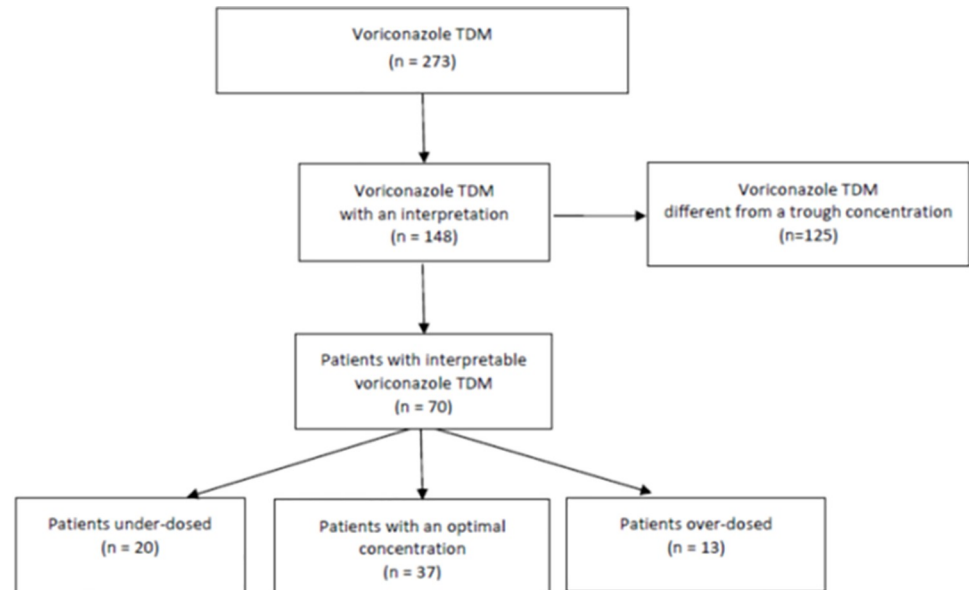 Voriconazole TDM
(n = 273)
Voriconazole TDM
with an interpretation
(n = 148)
Voriconazole TDM
different from a trough concentration
(n=125)
Patients with interpretable
voriconazole TDM
(n = 70)
Patients under-dosed
(n = 20)
Patients with an optimal
concentration
(n = 37)
Patients over-dosed
(n = 13)